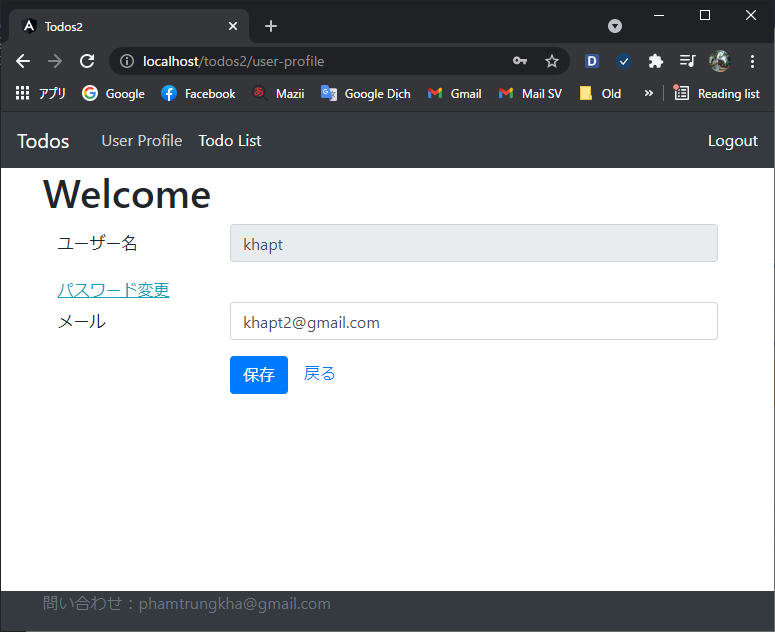 Todos2
localhost/todos2/user-profile
アプリ Google Facebook Mazii Google Dịch Gmail Mail SV Old » Reading list
Todos User Profile Todo List Logout
Welcome
ユーザー名 khapt
パスワード変更
メール khapt2@gmail.com
保存 戻る
問い合わせ：phamtrungkha@gmail.com